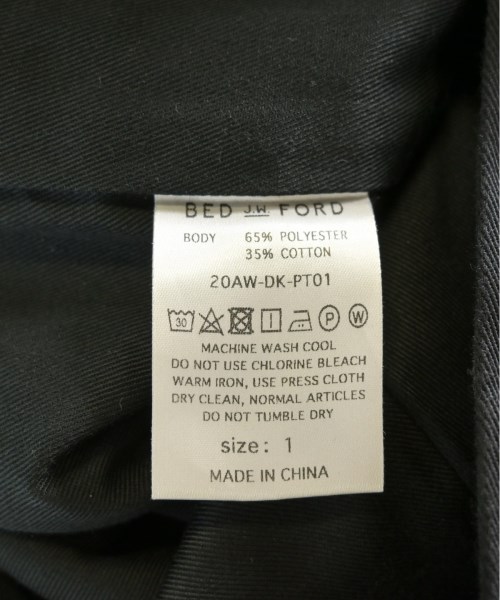 BED J.W. FORD
BODY 65% POLYESTER
35% COTTON
20AW-DK-PT01
30 P W
MACHINE WASH COOL
DO NOT USE CHLORINE BLEACH
WARM IRON, USE PRESS CLOTH
DRY CLEAN, NORMAL ARTICLES
DO NOT TUMBLE DRY
size: 1
MADE IN CHINA